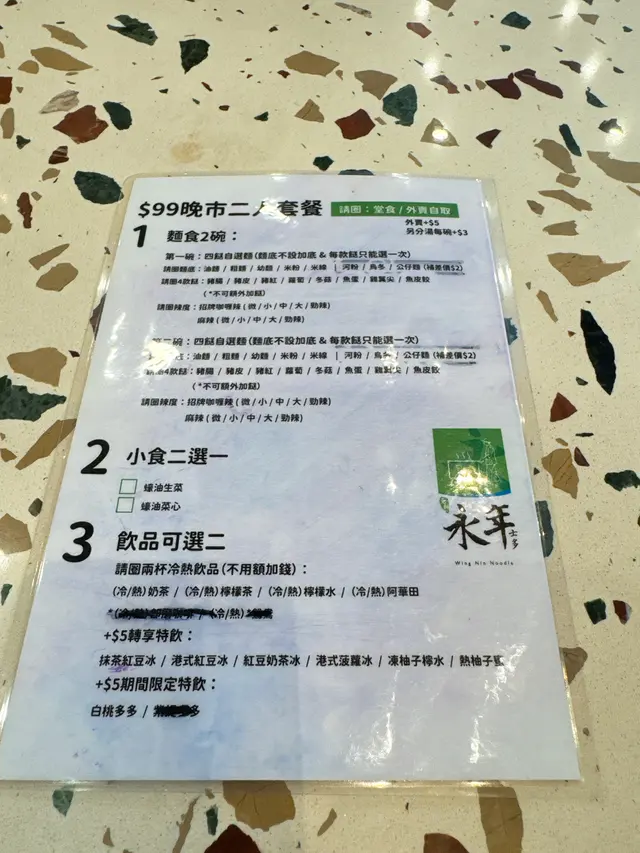 $99晚市二人套餐 請圈：堂食 / 外賣自取
外賣+$5
另分湯每碗+$3
1 麵食2碗：
第一碗：四餸自選麵 (麵底不設加底 & 每款餸只能選一次)
請圈麵底：油麵 / 粗麵 / 幼麵 / 米粉 / 米線 | 河粉 / 烏冬 / 公仔麵 (補差價$2)
請圈4款餸：豬腸 / 豬皮 / 豬紅 / 蘿蔔 / 冬菇 / 魚蛋 / 雞翼尖 / 魚皮餃
(*不可額外加餸)
請圈辣度：招牌咖喱辣 (微 / 小 / 中 / 大 / 勁辣)
麻辣 (微 / 小 / 中 / 大 / 勁辣)
碗：四餸自選麵 (麵底不設加底 & 每款餸只能選一次)
：油麵 / 粗麵 / 幼麵 / 米粉 / 米線 | 河粉 / 烏冬 / 公仔麵 (補差價$2)
4款餸：豬腸 / 豬皮 / 豬紅 / 蘿蔔 / 冬菇 / 魚蛋 / 雞翼尖 / 魚皮餃
(*不可額外加餸)
請圈辣度：招牌咖喱辣 (微 / 小 / 中 / 大 / 勁辣)
麻辣 (微 / 小 / 中 / 大 / 勁辣)
2 小食二選一
蠔油生菜
蠔油菜心
永年士多
Wing Nin Noodle
3 飲品可選二
請圈兩杯冷熱飲品 (不用額加錢)：
(冷/熱) 奶茶 / (冷/熱) 檸檬茶 / (冷/熱) 檸檬水 / (冷/熱) 阿華田
+$5轉享特飲：
抹茶紅豆冰 / 港式紅豆冰 / 紅豆奶茶冰 / 港式菠蘿冰 / 凍柚子檸水 / 熱柚子蜜
+$5期間限定特飲：
白桃多多 /